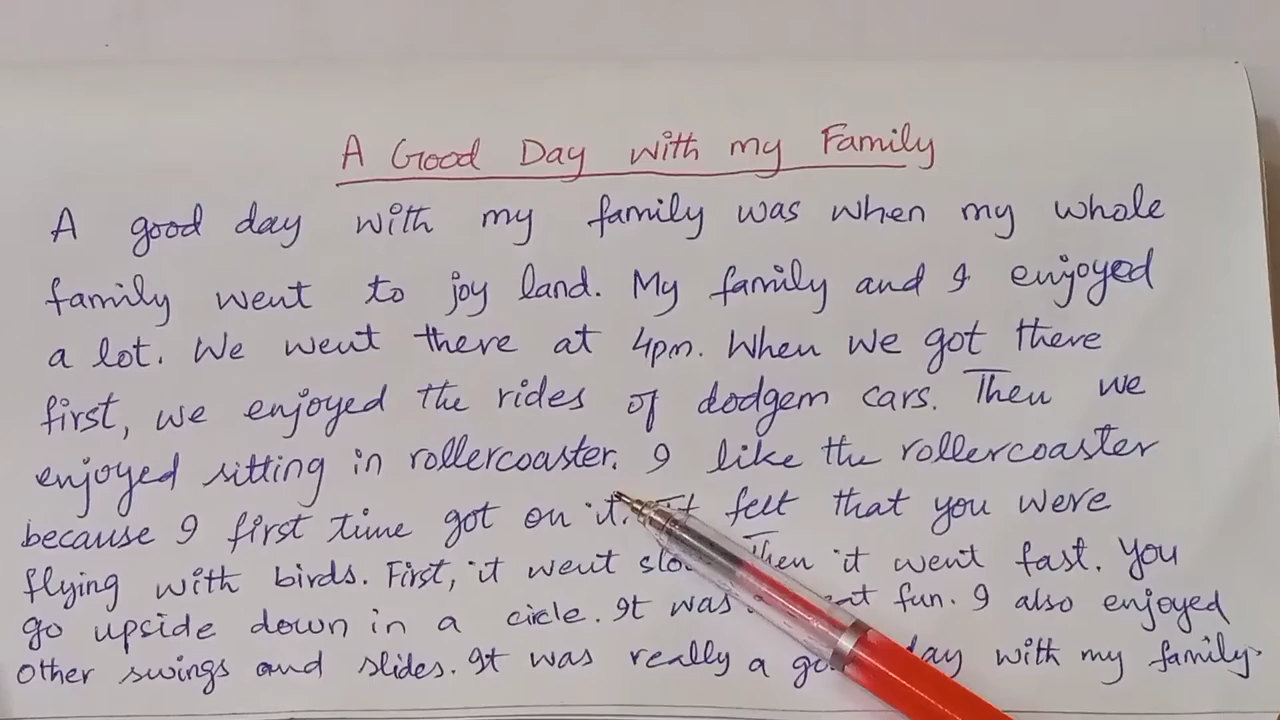 A Good Day with my Family
A good day with my family was when my whole
family went to joy land. My family and I enjoyed
a lot. We went there at 4pm. When we got there
first, we enjoyed the rides of dodgem cars. Then we
enjoyed sitting in rollercoaster. I like the rollercoaster
because I first time got on it. It felt that you were
flying with birds. First, it went then it went fast. You
go upside down in a circle. It was fun. I also enjoyed
other swings and slides. It was really a day with my family.